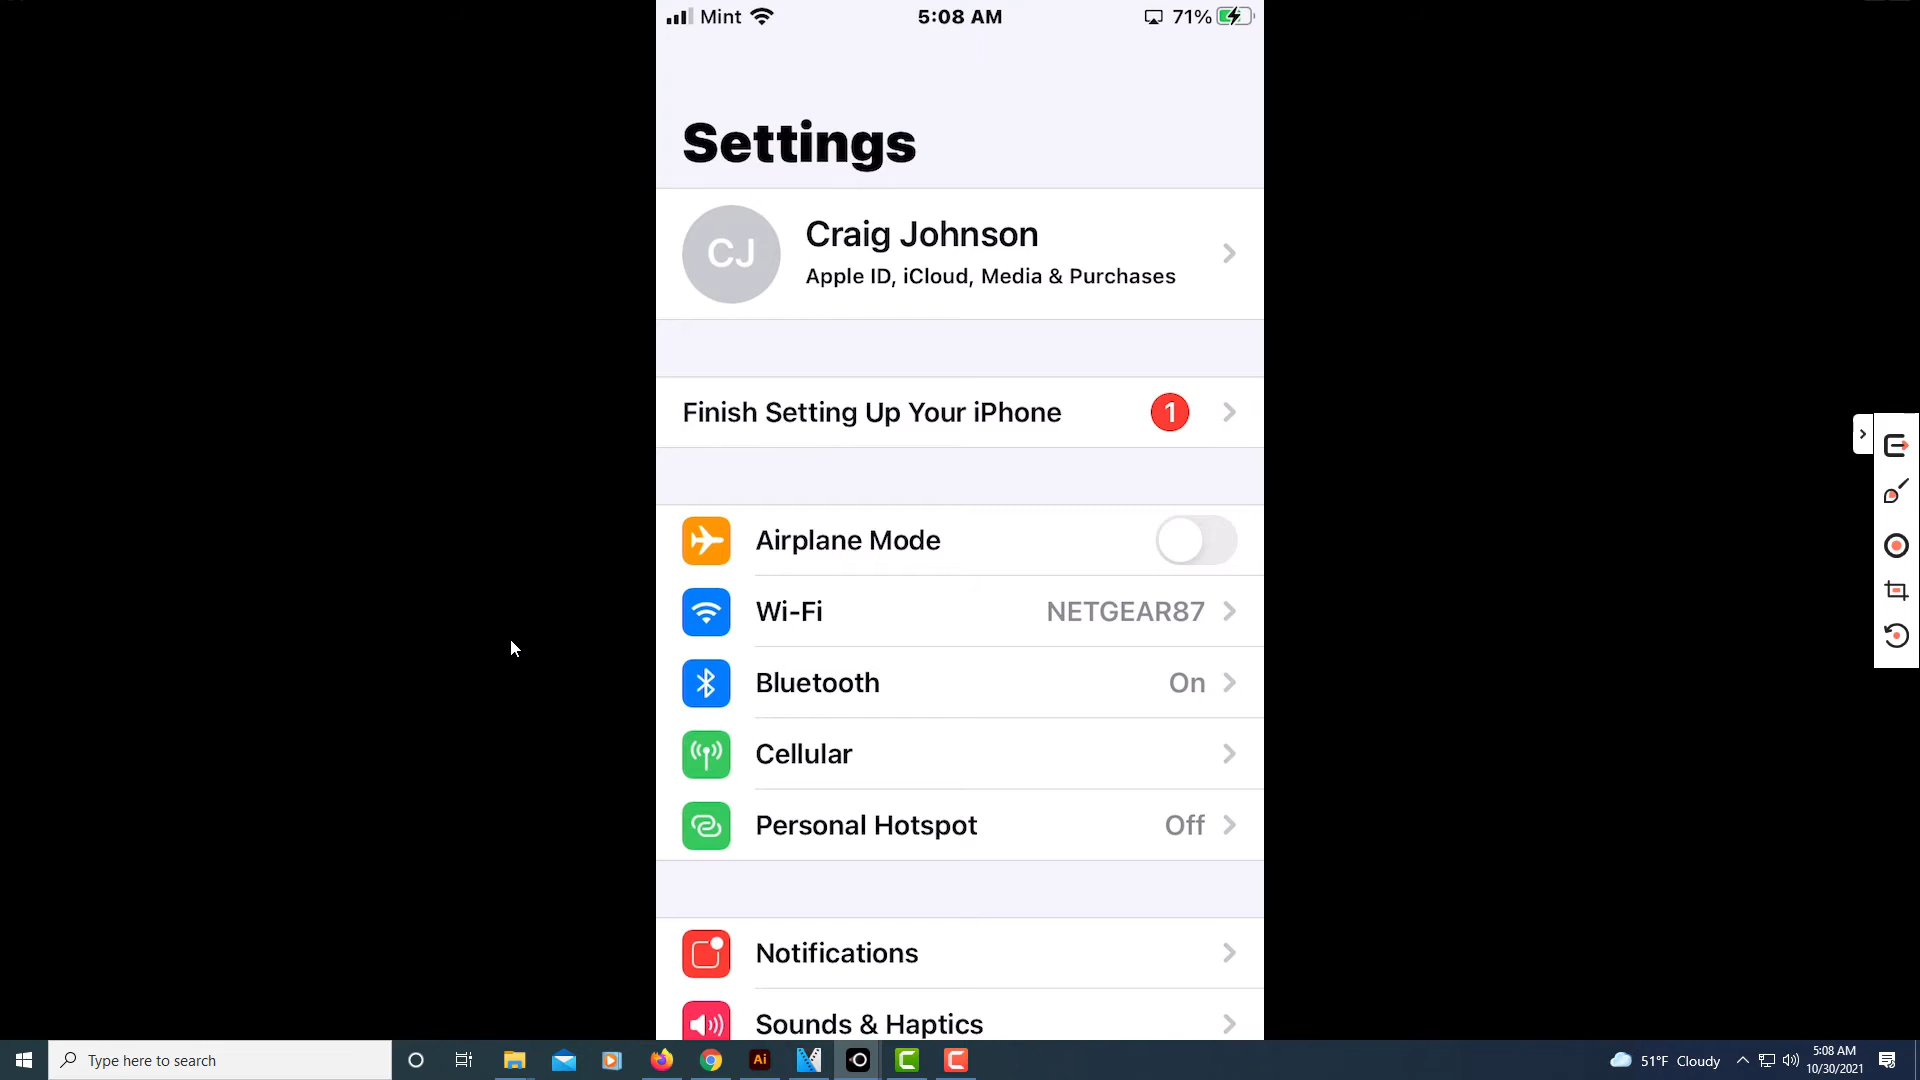 Mint 5:08 AM 71%
Settings
CJ
Craig Johnson
Apple ID, iCloud, Media & Purchases
Finish Setting Up Your iPhone 1
Airplane Mode
Wi-Fi NETGEAR87
Bluetooth On
Cellular
Personal Hotspot Off
Notifications
Sounds & Haptics
Type here to search
Ai
51°F Cloudy
5:08 AM
10/30/2021